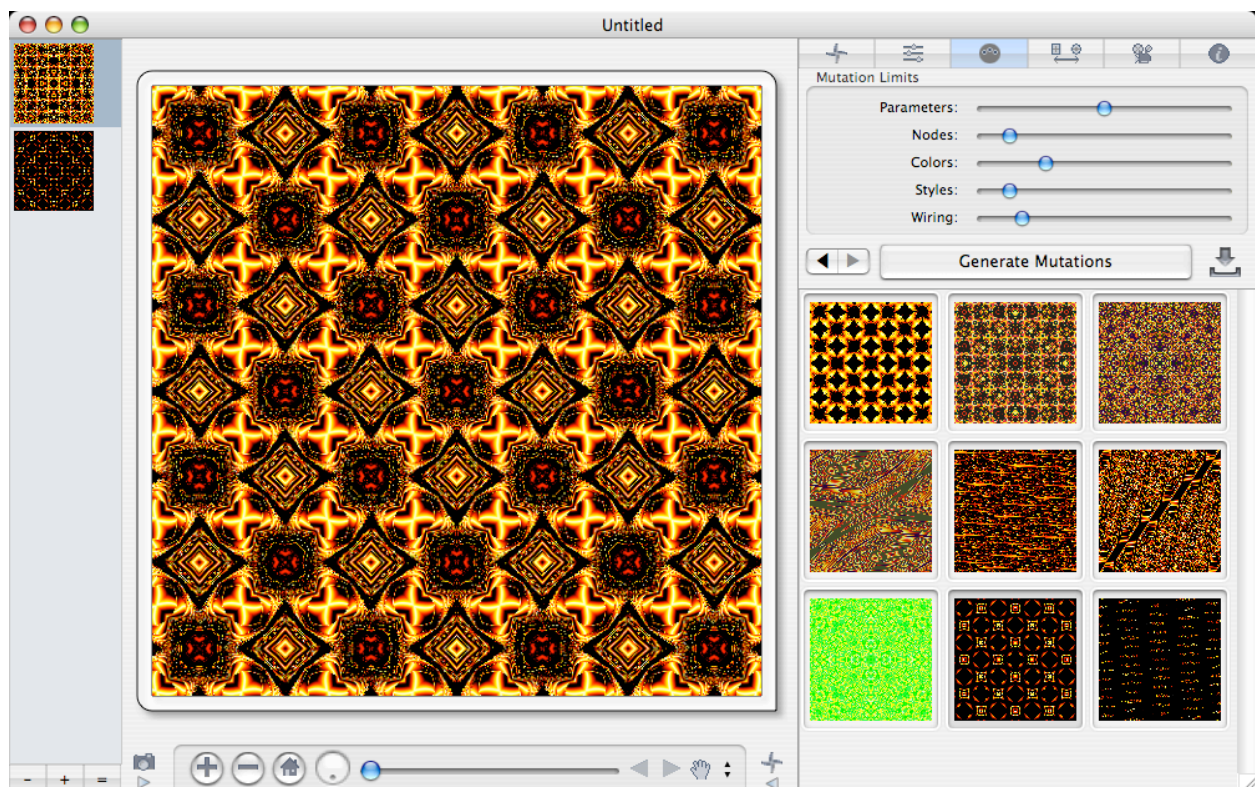 Untitled
Mutation Limits
Parameters:
Nodes:
Colors:
Styles:
Wiring:
Generate Mutations
- + =